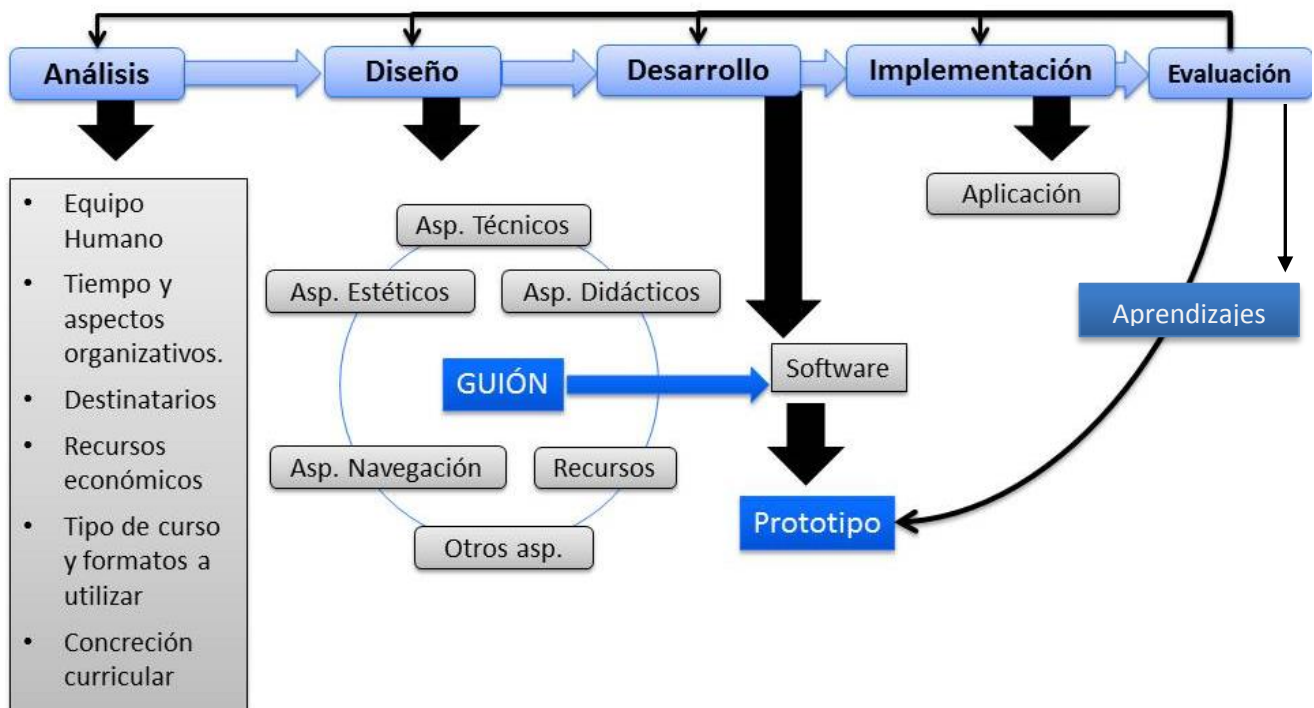 Análisis
Diseño
Desarrollo
Implementación
Evaluación
• Equipo
Humano
• Tiempo y
aspectos
organizativos.
• Destinatarios
• Recursos
económicos
• Tipo de curso
y formatos a
utilizar
• Concreción
curricular
Asp. Técnicos
Asp. Estéticos
Asp. Didácticos
GUIÓN
Asp. Navegación
Recursos
Otros asp.
Software
Prototipo
Aplicación
Aprendizajes